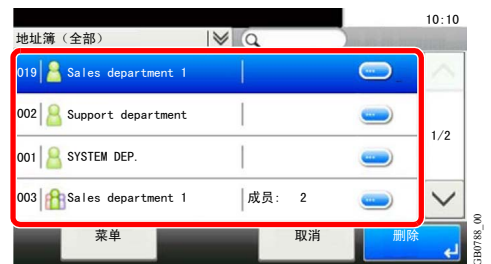 10:10
地址簿（全部）
019 Sales department 1
002 Support department
1/2
001 SYSTEM DEP.
003 Sales department 1 成员: 2
菜单 取消 删除
GB0788_00